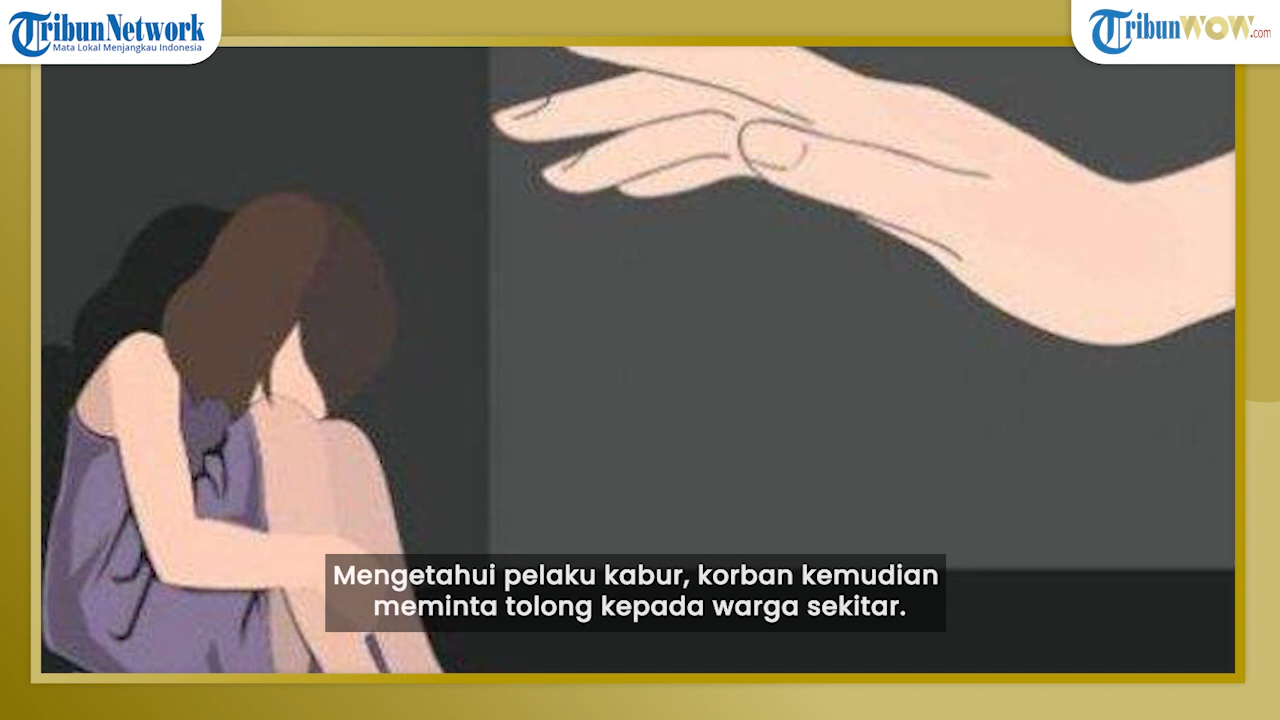 TribunNetwork
Mata Lokal Menjangkau Indonesia
TribunWOW.com
Mengetahui pelaku kabur, korban kemudian
meminta tolong kepada warga sekitar.